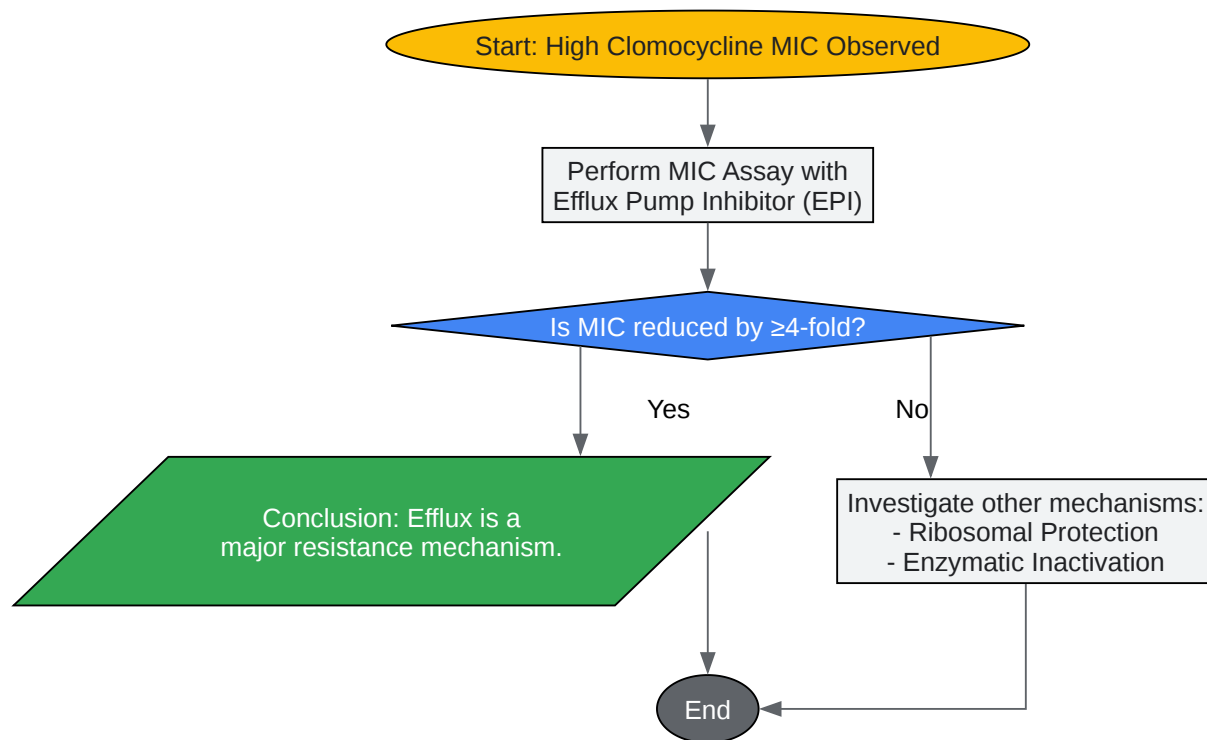 Start: High Clomocycline MIC Observed
Perform MIC Assay with
Efflux Pump Inhibitor (EPI)
Is MIC reduced by ≥4-fold?
Yes
No
Conclusion: Efflux is a
major resistance mechanism.
Investigate other mechanisms:
- Ribosomal Protection
- Enzymatic Inactivation
End